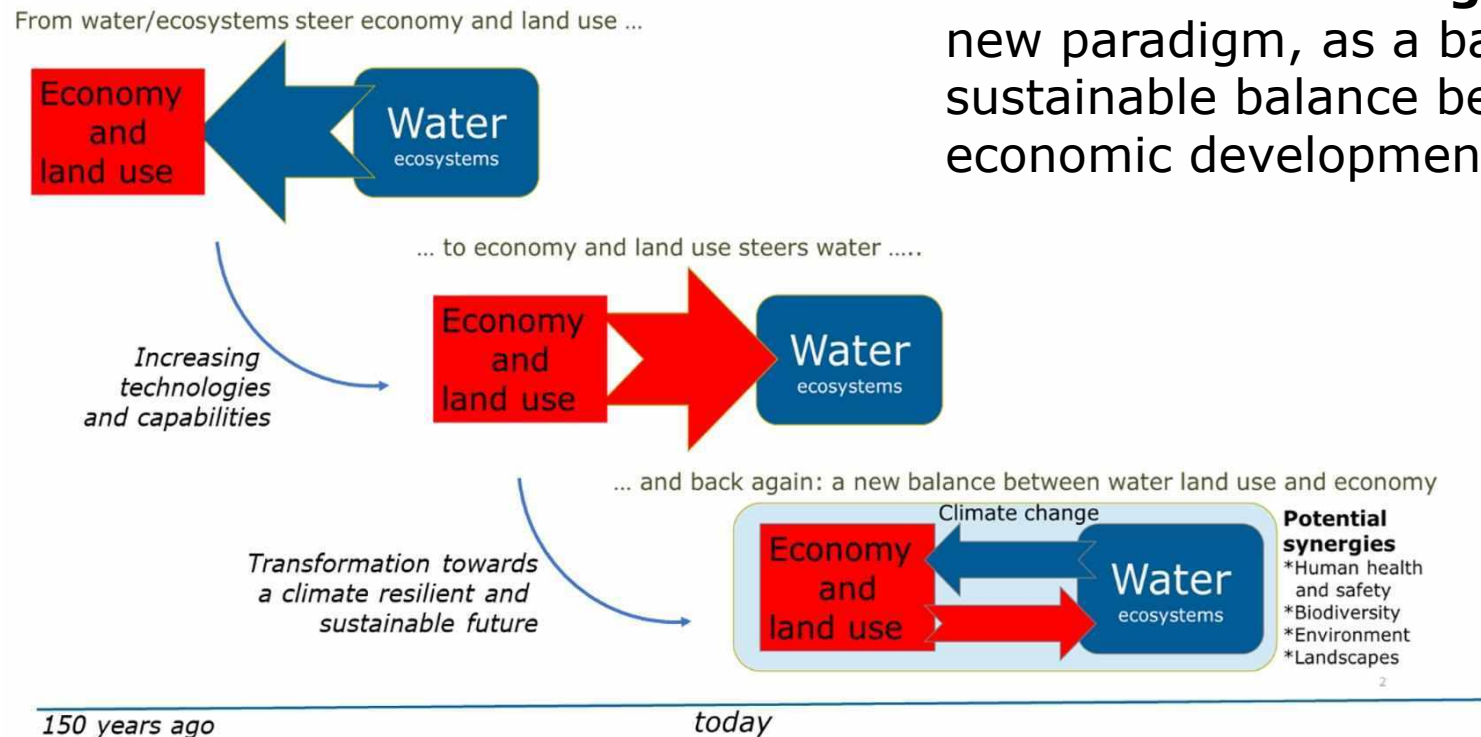 From water/ecosystems steer economy and land use ...
new paradigm, as a ba
sustainable balance be
economic developmen
Economy
and
land use
Water
ecosystems
... to economy and land use steers water .....
Economy
and
land use
Water
ecosystems
Increasing
technologies
and capabilities
... and back again: a new balance between water land use and economy
Climate change
Economy
and
land use
Water
ecosystems
Potential
synergies
*Human health
and safety
*Biodiversity
*Environment
*Landscapes
Transformation towards
a climate resilient and
sustainable future
2
150 years ago
today